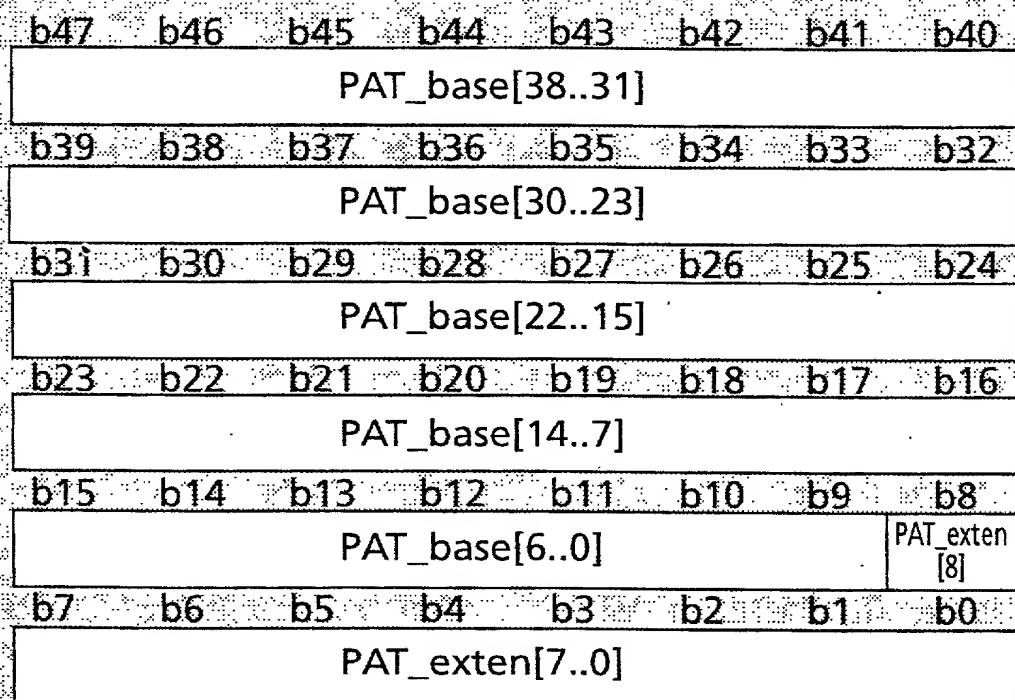 b47 b46 b45 b44 b43 b42 b41 b40
PAT_base[38..31]
b39 b38 b37 b36 b35 b34 b33 b32
PAT_base[30..23]
b31 b30 b29 b28 b27 b26 b25 b24
PAT_base[22..15]
b23 b22 b21 b20 b19 b18 b17 b16
PAT_base[14..7]
b15 b14 b13 b12 b11 b10 b9 b8
PAT_base[6..0] PAT_exten
[8]
b7 b6 b5 b4 b3 b2 b1 b0
PAT_exten[7..0]